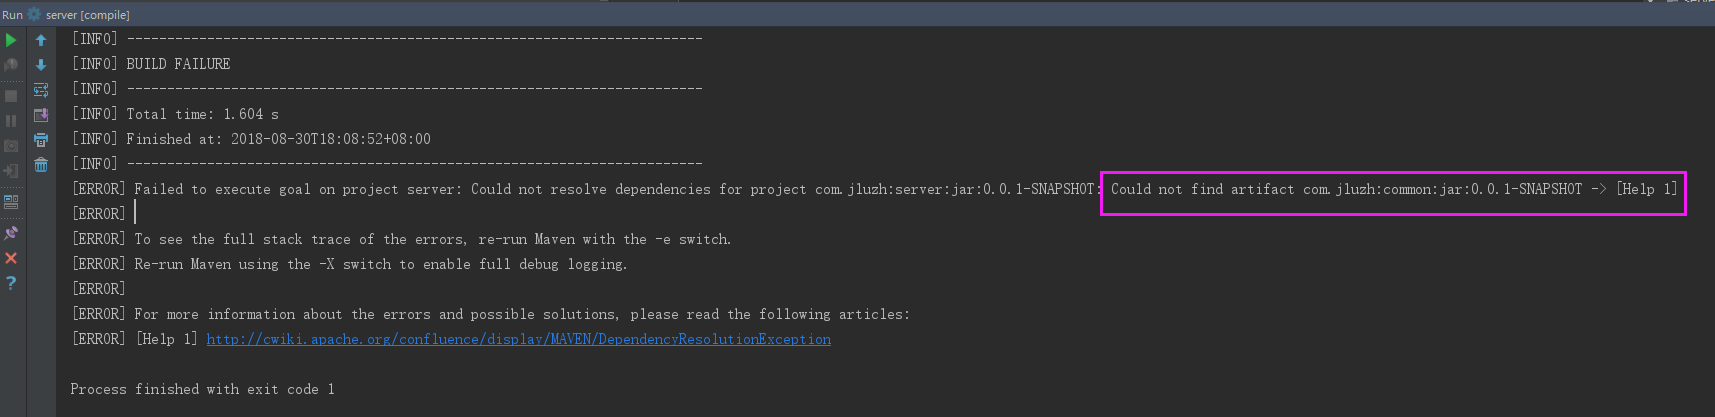 Run server [compile]
[INFO] ------------------------------------------------------------------------
[INFO] BUILD FAILURE
[INFO] ------------------------------------------------------------------------
[INFO] Total time: 1.604 s
[INFO] Finished at: 2018-08-30T18:08:52+08:00
[INFO] ------------------------------------------------------------------------
[ERROR] Failed to execute goal on project server: Could not resolve dependencies for project com.jluzh:server:jar:0.0.1-SNAPSHOT: Could not find artifact com.jluzh:common:jar:0.0.1-SNAPSHOT -> [Help 1]
[ERROR]
[ERROR] To see the full stack trace of the errors, re-run Maven with the -e switch.
[ERROR] Re-run Maven using the -X switch to enable full debug logging.
[ERROR]
[ERROR] For more information about the errors and possible solutions, please read the following articles:
[ERROR] [Help 1] http://cwiki.apache.org/confluence/display/MAVEN/DependencyResolutionException
Process finished with exit code 1